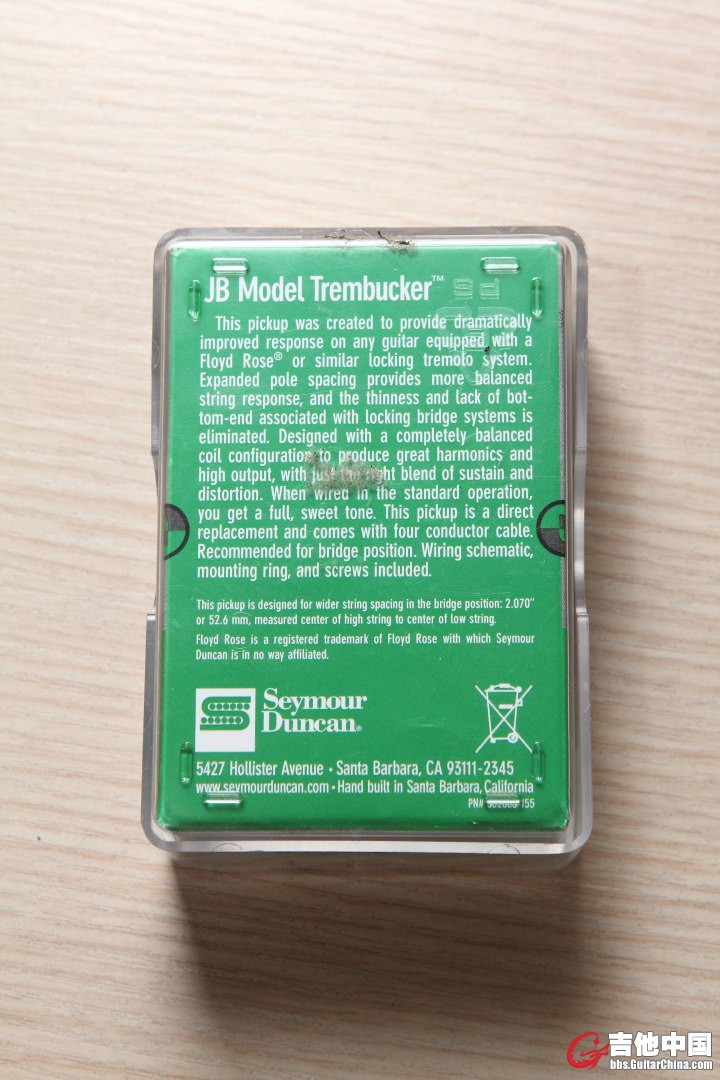 JB Model Trembucker™
This pickup was created to provide dramatically
improved response on any guitar equipped with a
Floyd Rose® or similar locking tremolo system.
Expanded pole spacing provides more balanced
string response, and the thinness and lack of bot-
tom-end associated with locking bridge systems is
eliminated. Designed with a completely balanced
coil configuration to produce great harmonics and
high output, with just the right blend of sustain and
distortion. When wired in the standard operation,
you get a full, sweet tone. This pickup is a direct
replacement and comes with four conductor cable.
Recommended for bridge position. Wiring schematic,
mounting ring, and screws included.
This pickup is designed for wider string spacing in the bridge position: 2.070"
or 52.6 mm, measured center of high string to center of low string.
Floyd Rose is a registered trademark of Floyd Rose with which Seymour
Duncan is in no way affiliated.
Seymour
Duncan®
5427 Hollister Avenue • Santa Barbara, CA 93111-2345
www.seymourduncan.com • Hand built in Santa Barbara, California
PN#
吉他中国
bbs.GuitarChina.com